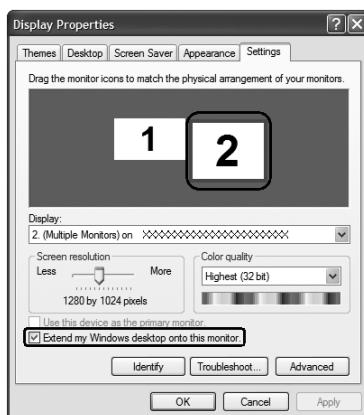 Display Properties
Themes Desktop Screen Saver Appearance Settings
Drag the monitor icons to match the physical arrangement of your monitors.
1 2
Display:
2. (Multiple Monitors) on XXXXXXXXXXXXXXXXXXXXX
Screen resolution Color quality
Less More Highest (32 bit)
1280 by 1024 pixels
Use this device as the primary monitor.
Extend my Windows desktop onto this monitor.
Identify Troubleshoot... Advanced
OK Cancel Apply